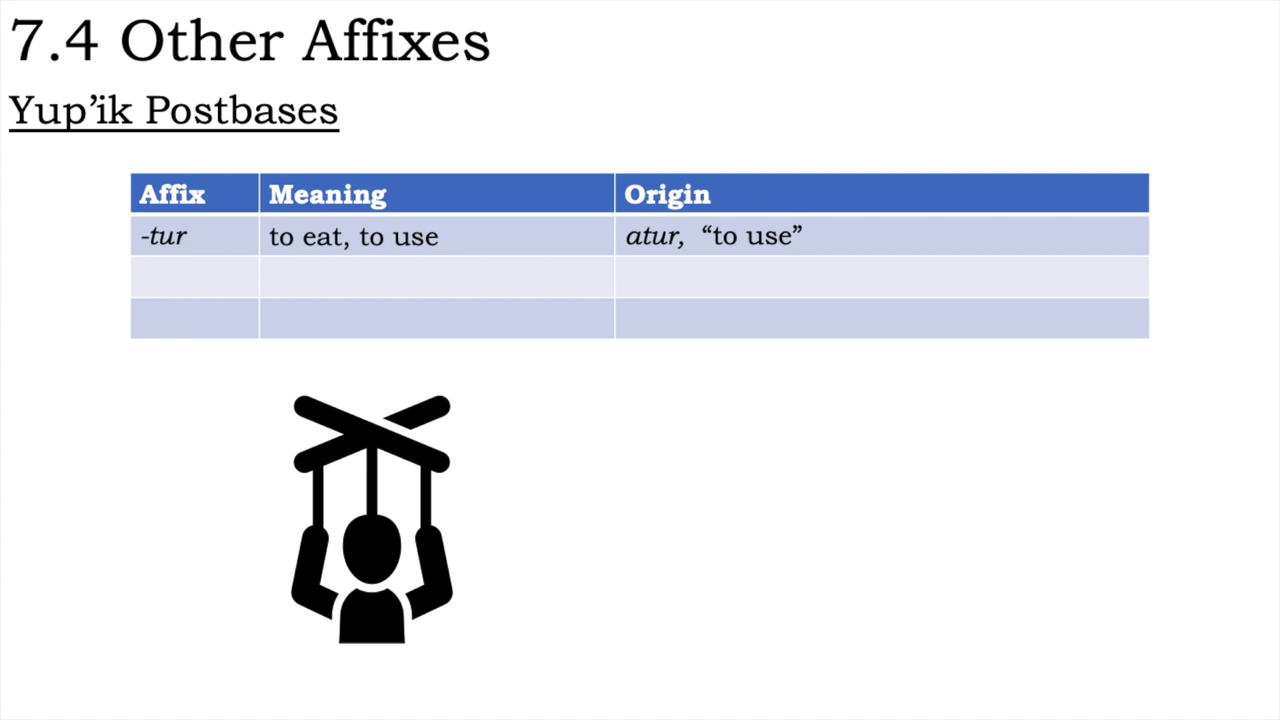 7.4 Other Affixes
Yup’ik Postbases
Affix Meaning Origin
-tur to eat, to use atur, “to use”